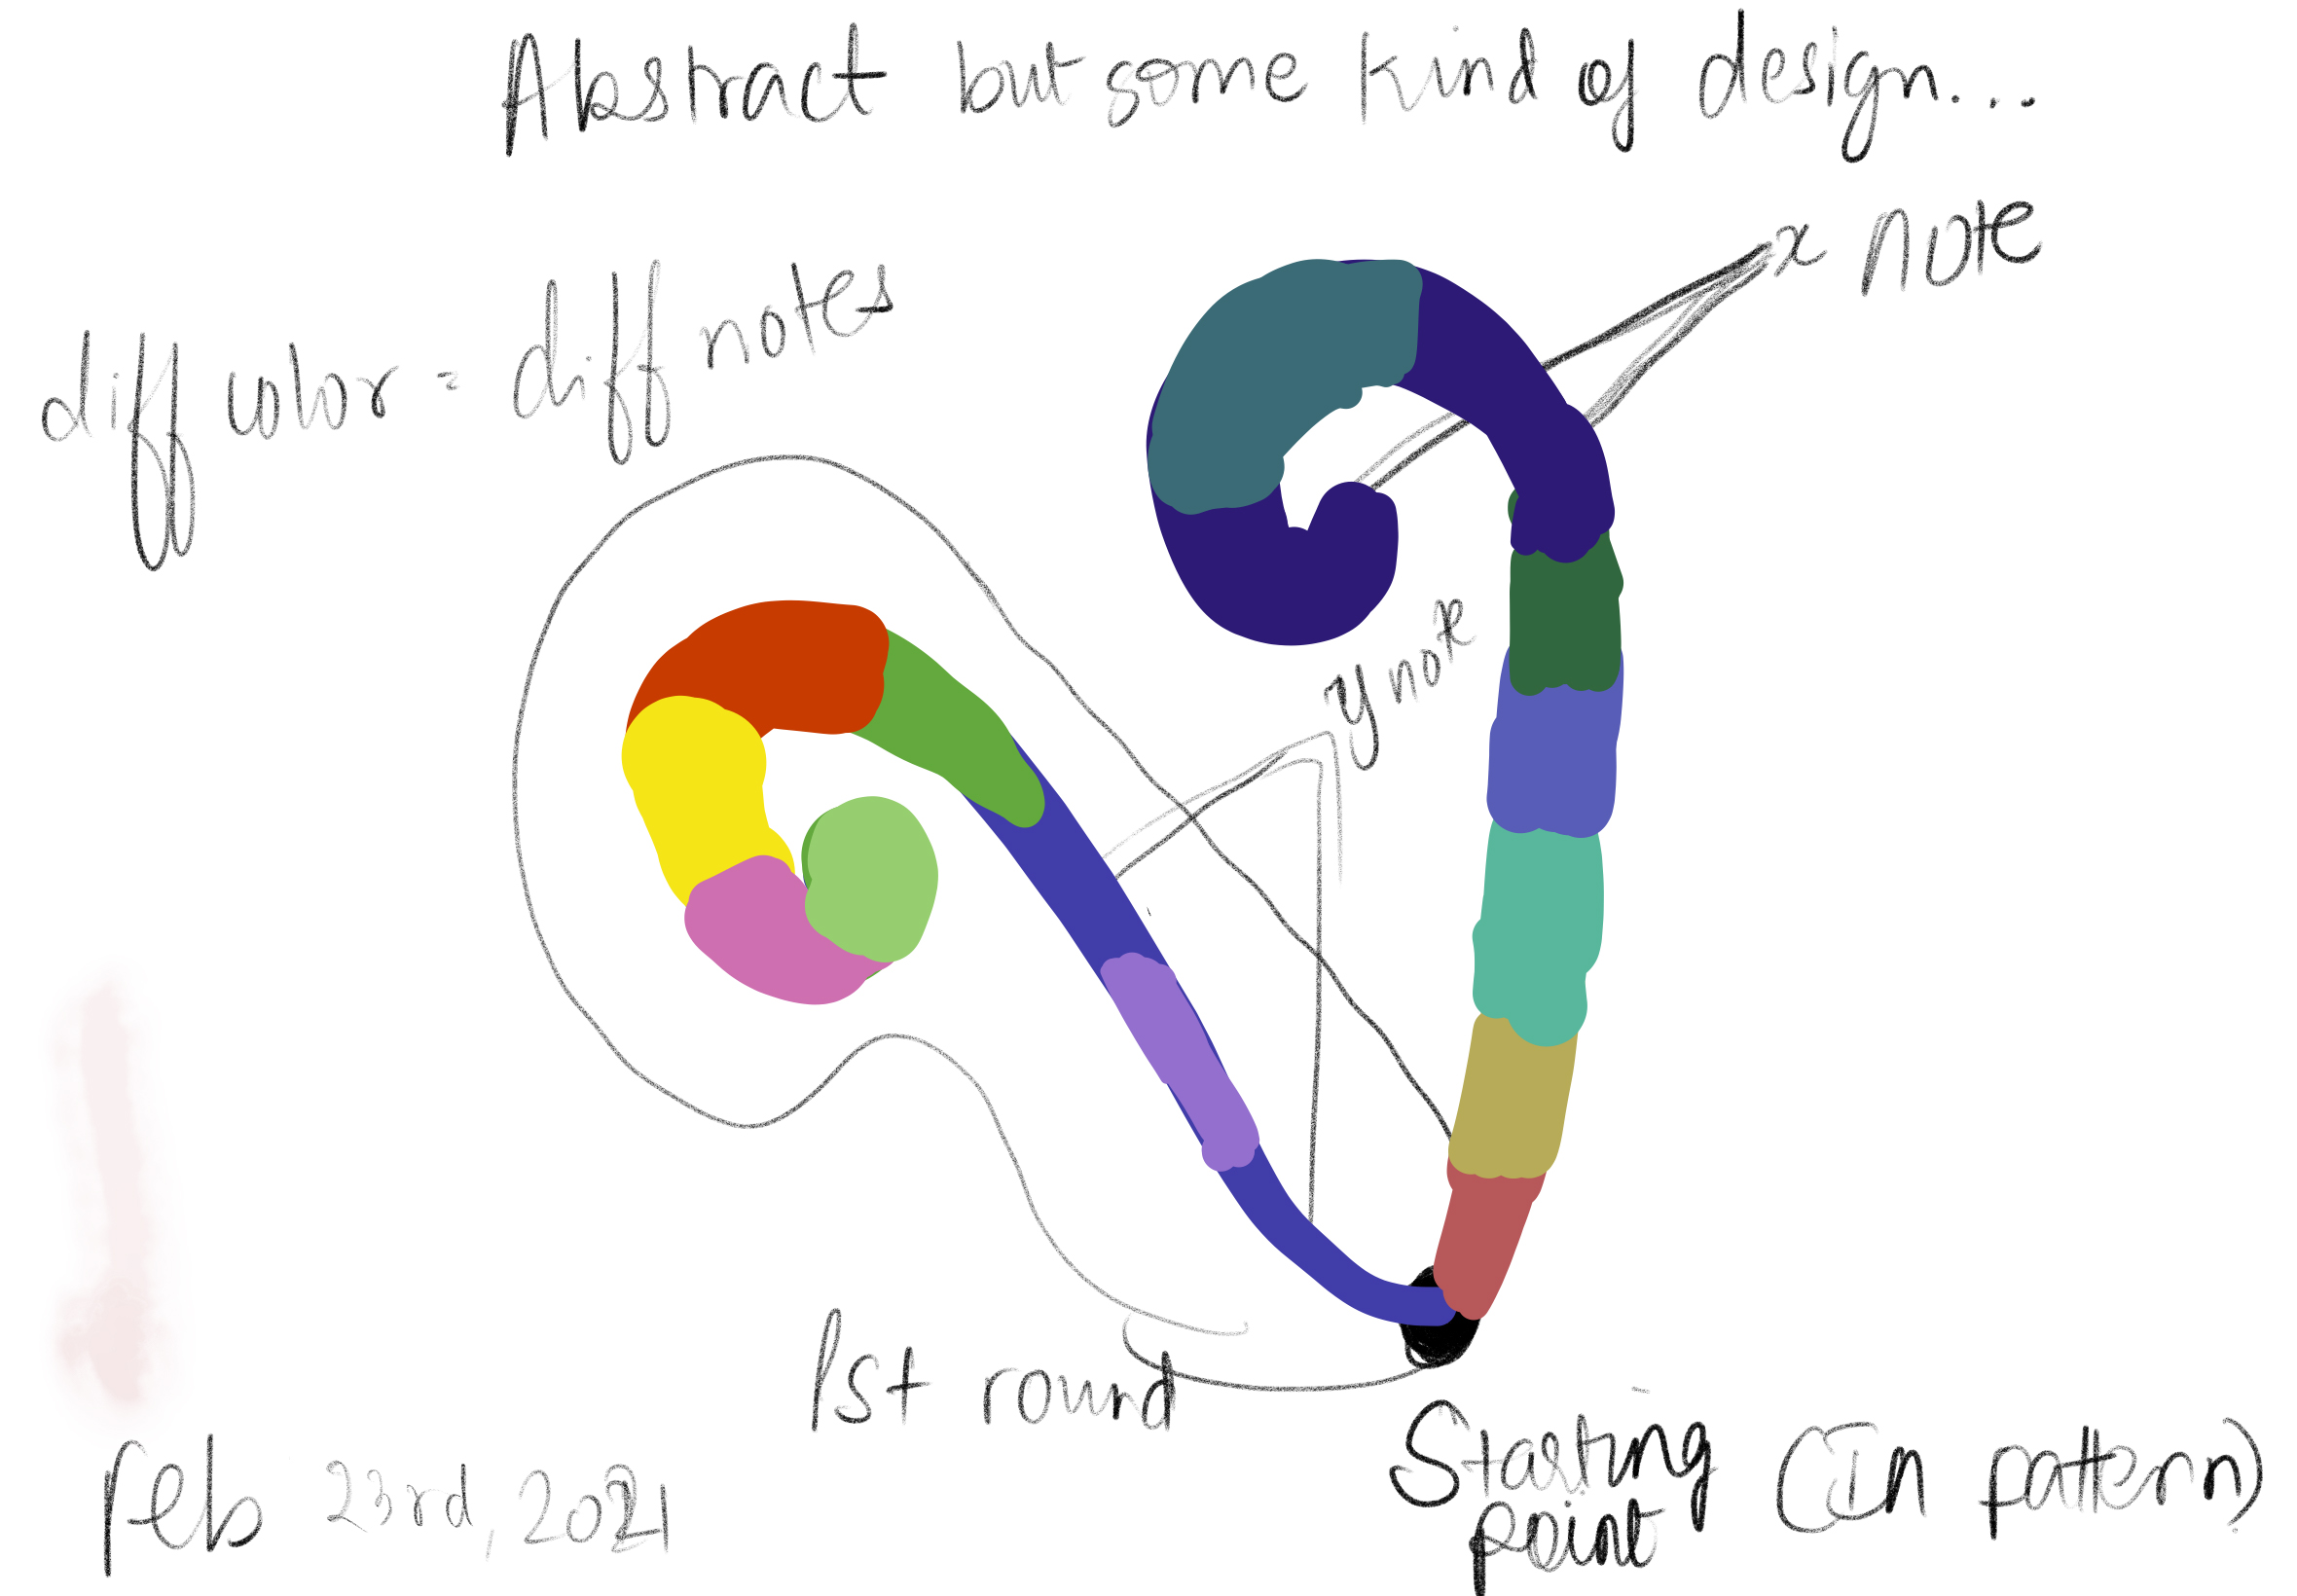 Abstract but some kind of design...
x note
diff color = diff notes
y note
1st round
Starting (In pattern)
point
Feb 23rd, 2021